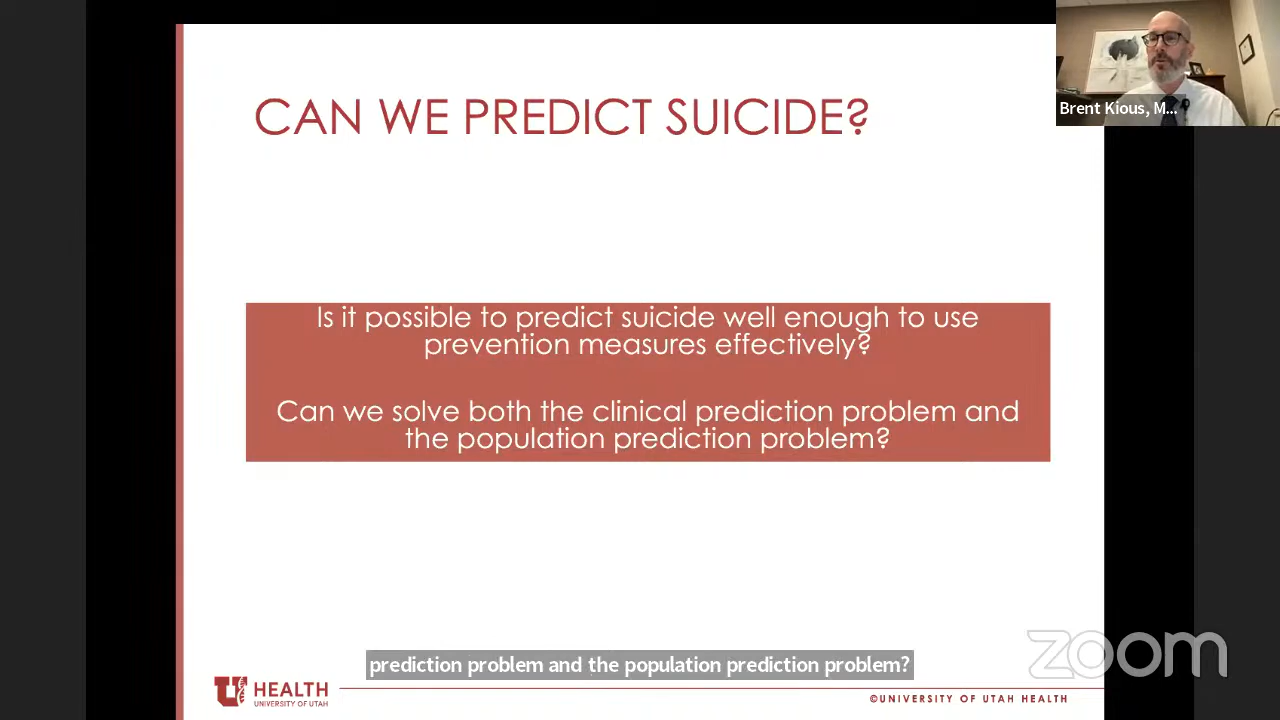 CAN WE PREDICT SUICIDE?
Brent Kious, M...
Is it possible to predict suicide well enough to use
prevention measures effectively?
Can we solve both the clinical prediction problem and
the population prediction problem?
zoom
prediction problem and the population prediction problem?
U HEALTH
UNIVERSITY OF UTAH
©UNIVERSITY OF UTAH HEALTH